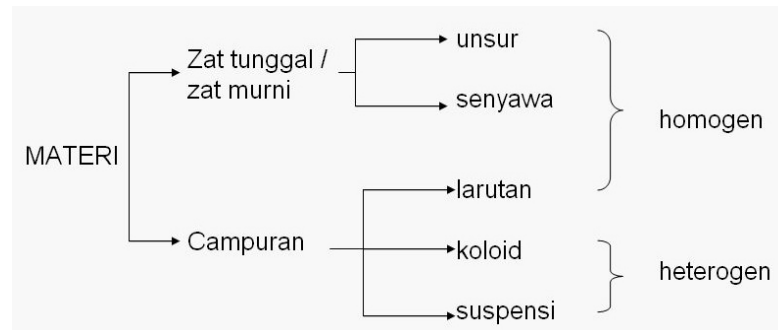 MATERI
Zat tunggal /
zat murni
unsur
senyawa
homogen
Campuran
larutan
koloid
suspensi
heterogen